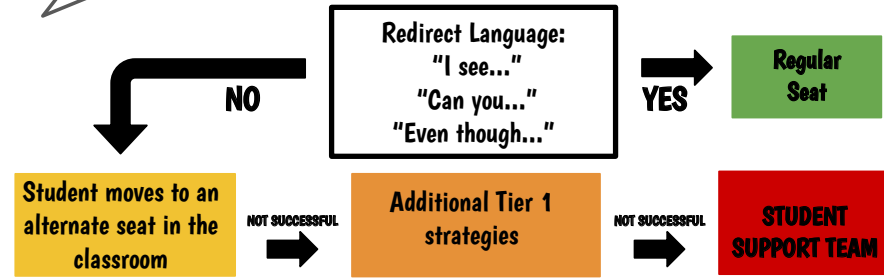 Redirect Language:
"I see..."
"Can you..."
"Even though..."
NO
YES
Regular
Seat
Student moves to an
alternate seat in the
classroom
NOT SUCCESSFUL
Additional Tier 1
strategies
NOT SUCCESSFUL
STUDENT
SUPPORT TEAM